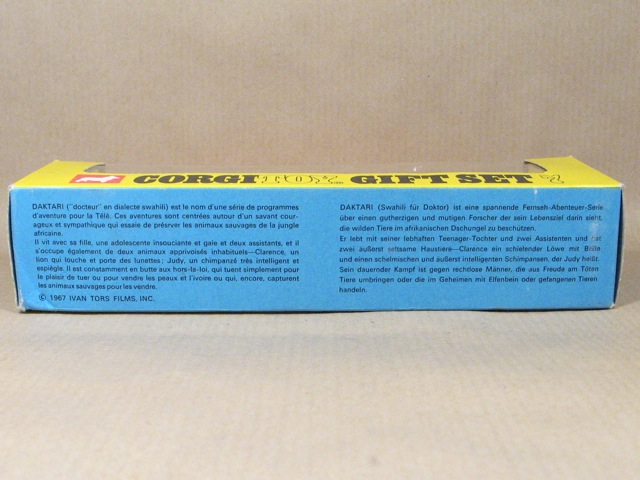 CORGI TOYS GIFT SET 7
DAKTARI ("docteur" en dialecte swahili) est le nom d'une série de programmes
d'aventure pour la Télé. Ces aventures sont centrées autour d'un savant cour-
ageux et sympathique qui essaie de présrver les animaux sauvages de la jungle
africaine.
Il vit avec sa fille, une adolescente insouciante et gaie et deux assistants, et il
s'occupe également de deux animaux apprivoisés inhabituels—Clarence, un
lion qui louche et porte des lunettes; Judy, un chimpanzé très intelligent et
espiègle. Il est constamment en butte aux hors-la-loi, qui tuent simplement pour
le plaisir de tuer ou pour vendre les peaux et l'ivoire ou qui, encore, capturent
les animaux sauvages pour les vendre.
© 1967 IVAN TORS FILMS, INC.
DAKTARI (Swahili für Doktor) ist eine spannende Fernseh-Abenteuer-Serie
über einen gutherzigen und mutigen Forscher der sein Lebensziel darin sieht,
die wilden Tiere im afrikanischen Dschungel zu beschützen.
Er lebt mit seiner lebhaften Teenager-Tochter und zwei Assistenten und hat
zwei äußerst seltsame Haustiere—Clarence ein schielender Löwe mit Brille
und einen schelmischen und äußerst intelligenten Schimpansen, der Judy heißt.
Sein dauernder Kampf ist gegen rechtlose Männer, die aus Freude am Töten
Tiere umbringen oder die im Geheimen mit Elfenbein oder gefangenen Tieren
handeln.